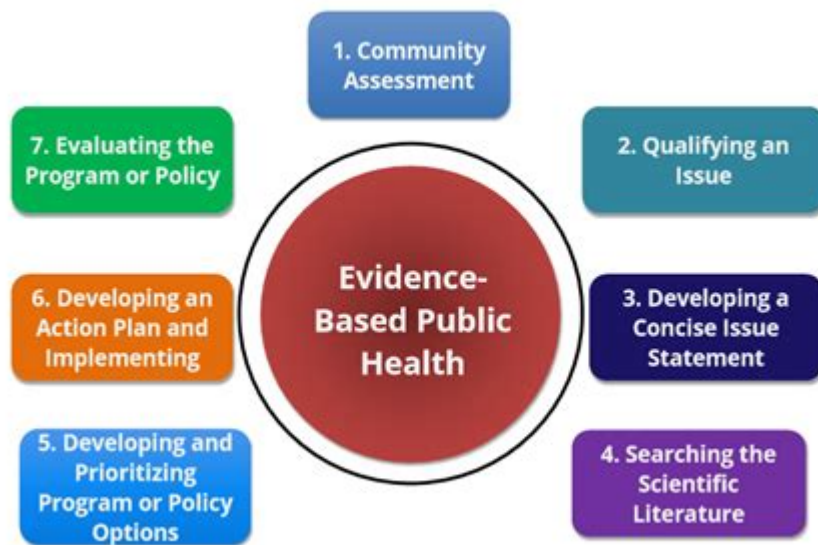 1. Community
Assessment
2. Qualifying an
Issue
3. Developing a
Concise Issue
Statement
4. Searching the
Scientific
Literature
5. Developing and
Prioritizing
Program or Policy
Options
6. Developing an
Action Plan and
Implementing
7. Evaluating the
Program or Policy
Evidence-
Based Public
Health